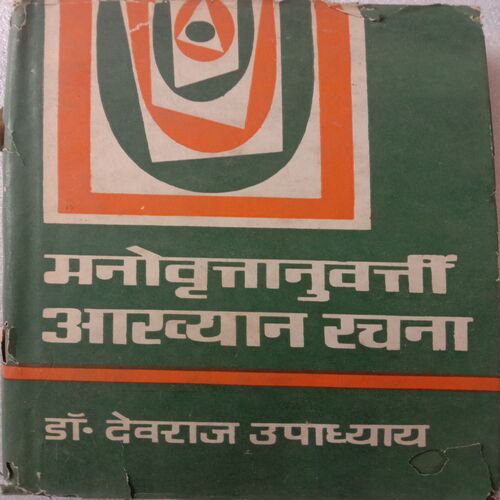 मनोवृत्तानुवर्त्ती
आख्यान रचना
डॉ॰ देवराज उपाध्याय